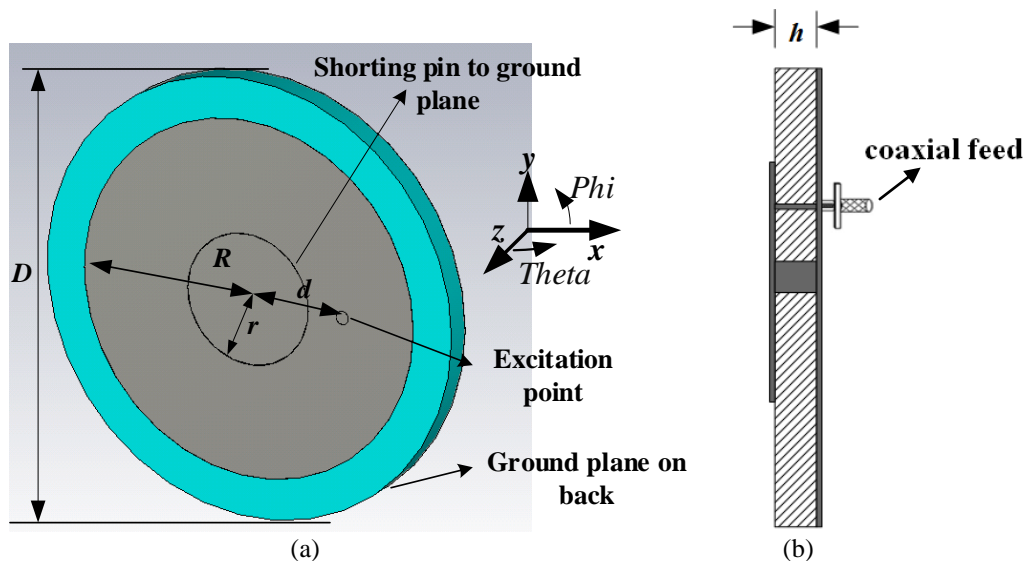 Shorting pin to ground
plane
D
R
d
r
y
Phi
z
x
Theta
Excitation
point
Ground plane on
back
(a)
h
coaxial feed
(b)